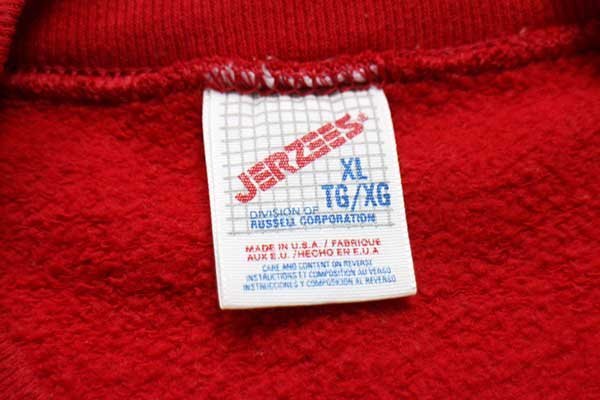 JERZEES
XL
TG/XG
DIVISION OF
RUSSELL CORPORATION
MADE IN U.S.A. / FABRIQUE
AUX E.U. /HECHO EN E.U.A
CARE AND CONTENT ON REVERSE
INSTRUCTIONS ET COMPOSITION AU VERSO
INSTRUCCIONES Y COMPOSICION AL REVERSO